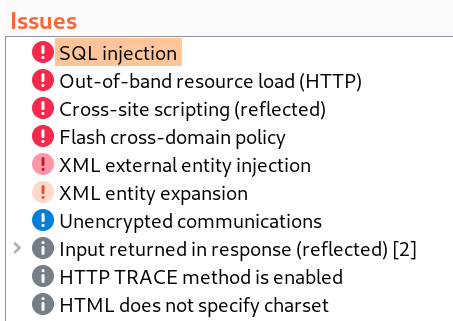 Issues
SQL injection
Out-of-band resource load (HTTP)
Cross-site scripting (reflected)
Flash cross-domain policy
XML external entity injection
XML entity expansion
Unencrypted communications
Input returned in response (reflected) [2]
HTTP TRACE method is enabled
HTML does not specify charset